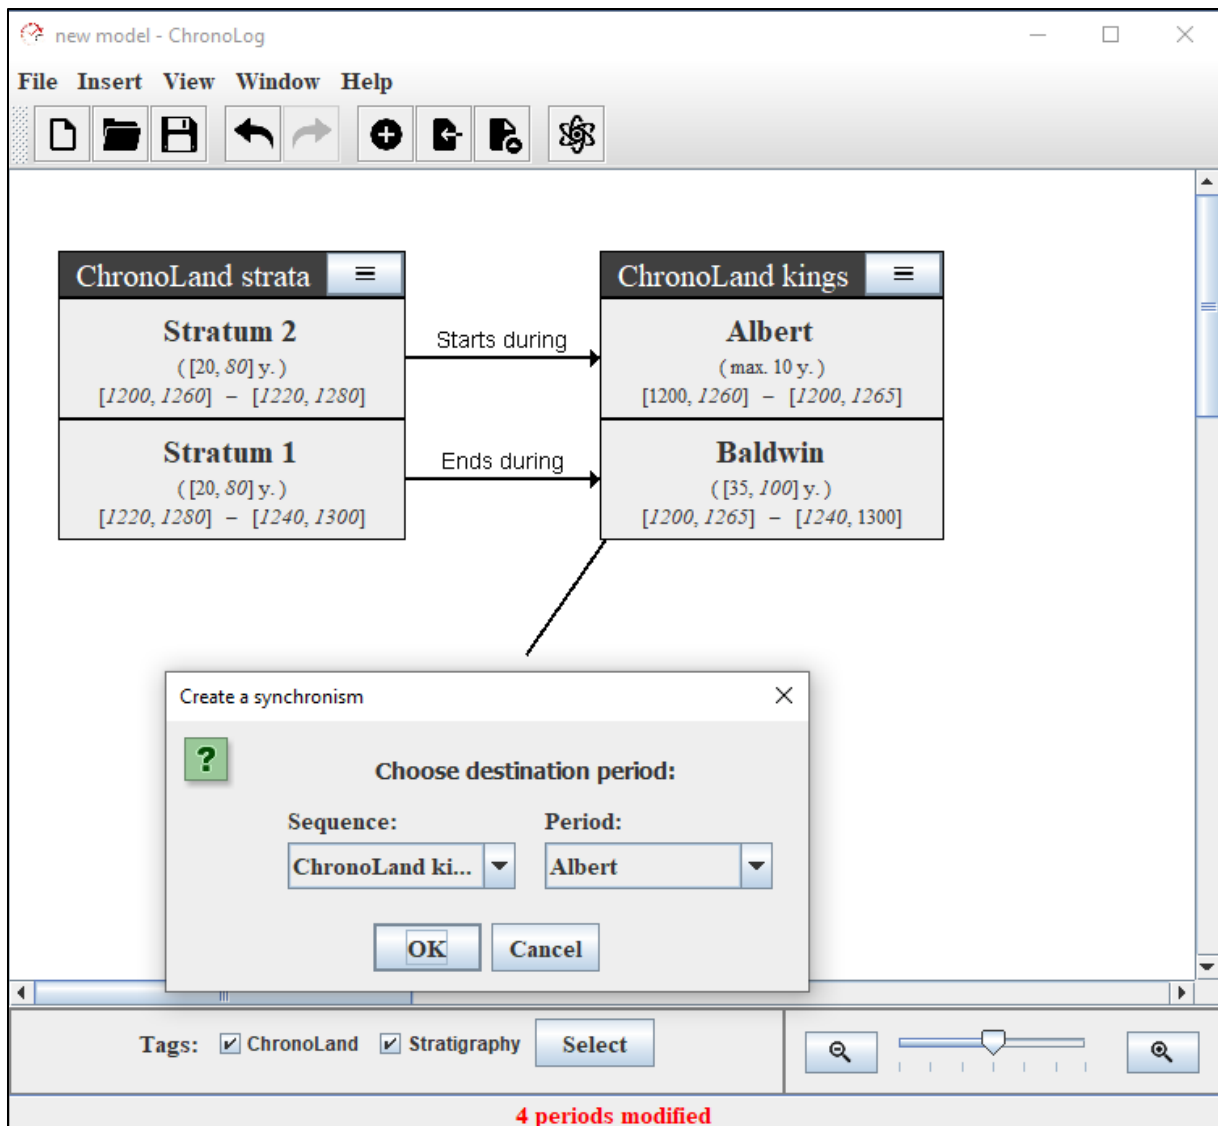 new model - ChronoLog
File Insert View Window Help
ChronoLand strata
Stratum 2
( [20, 80] y. )
[1200, 1260] – [1220, 1280]
Stratum 1
( [20, 80] y. )
[1220, 1280] – [1240, 1300]
Starts during
Ends during
ChronoLand kings
Albert
( max. 10 y. )
[1200, 1260] – [1200, 1265]
Baldwin
( [35, 100] y. )
[1200, 1265] – [1240, 1300]
Create a synchronism
?
Choose destination period:
Sequence: Period:
ChronoLand ki... Albert
OK Cancel
Tags: ChronoLand Stratigraphy Select
4 periods modified